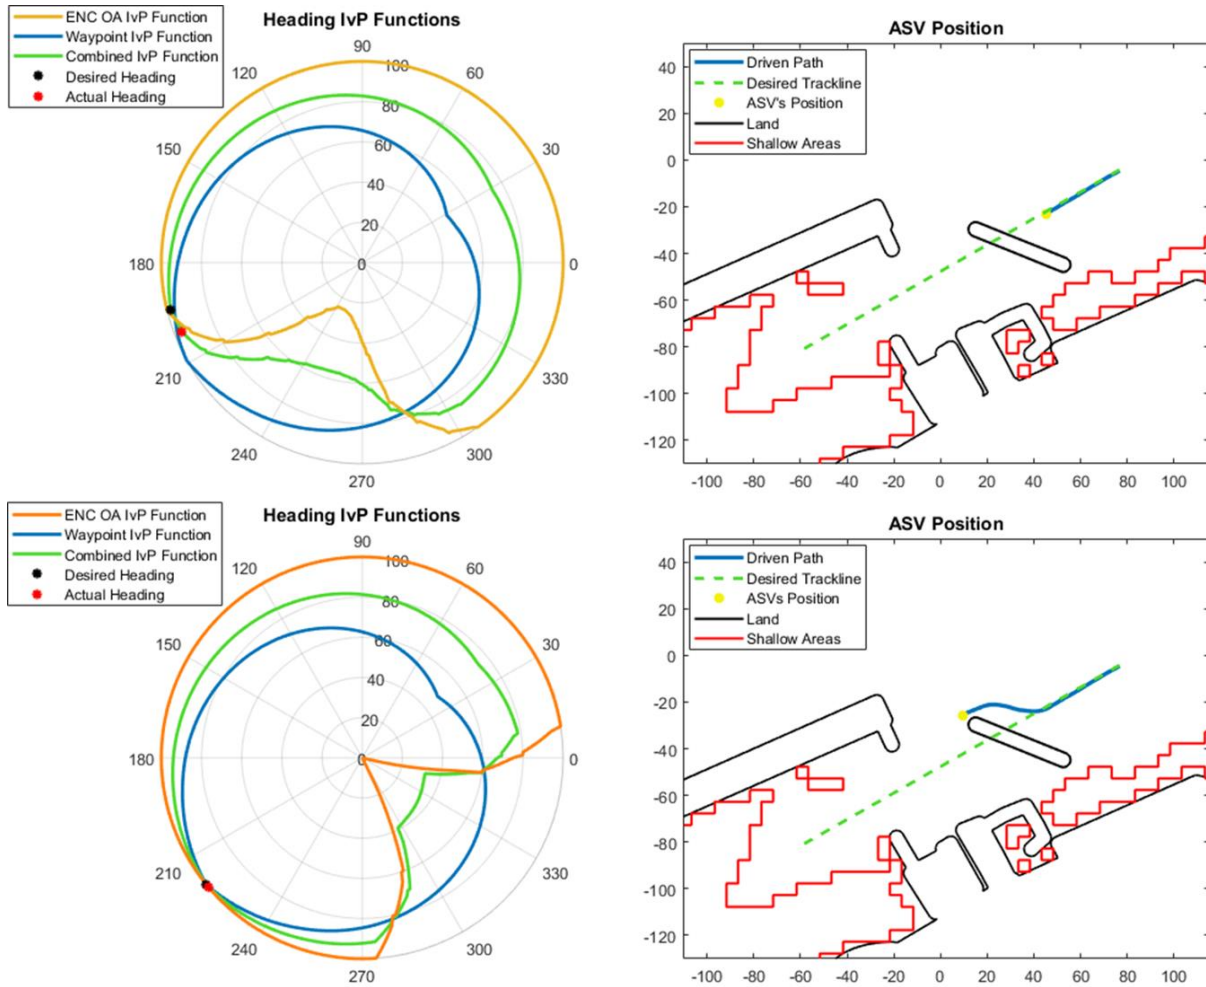 Heading IvP Functions
ENC OA IvP Function
Waypoint IvP Function
Combined IvP Function
Desired Heading
Actual Heading
90
120
60
150
30
180
0
210
330
240
300
270
100
80
60
40
20
0
ASV Position
Driven Path
Desired Trackline
ASV's Position
Land
Shallow Areas
40
20
0
-20
-40
-60
-80
-100
-120
-100 -80 -60 -40 -20 0 20 40 60 80 100
Heading IvP Functions
ENC OA IvP Function
Waypoint IvP Function
Combined IvP Function
Desired Heading
Actual Heading
90
120
60
150
30
180
0
210
330
240
300
270
100
80
60
40
20
0
ASV Position
Driven Path
Desired Trackline
ASVs Position
Land
Shallow Areas
40
20
0
-20
-40
-60
-80
-100
-120
-100 -80 -60 -40 -20 0 20 40 60 80 100